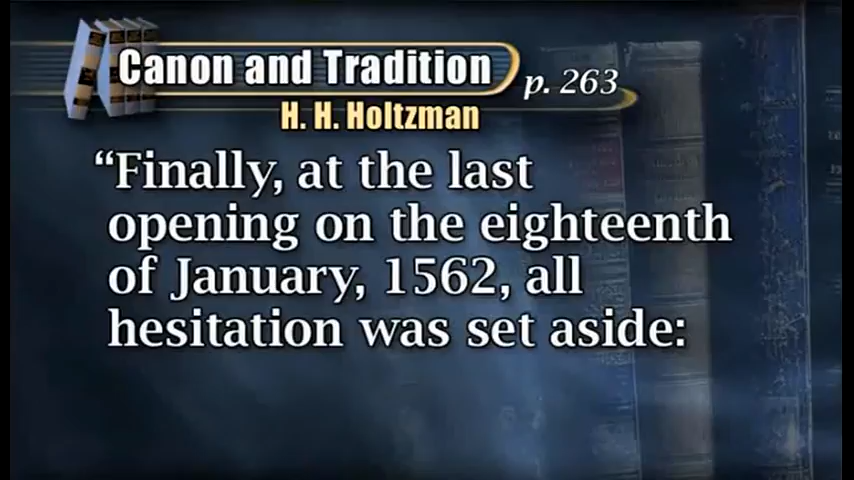 Canon and Tradition p. 263
H. H. Holtzman
“Finally, at the last
opening on the eighteenth
of January, 1562, all
hesitation was set aside: